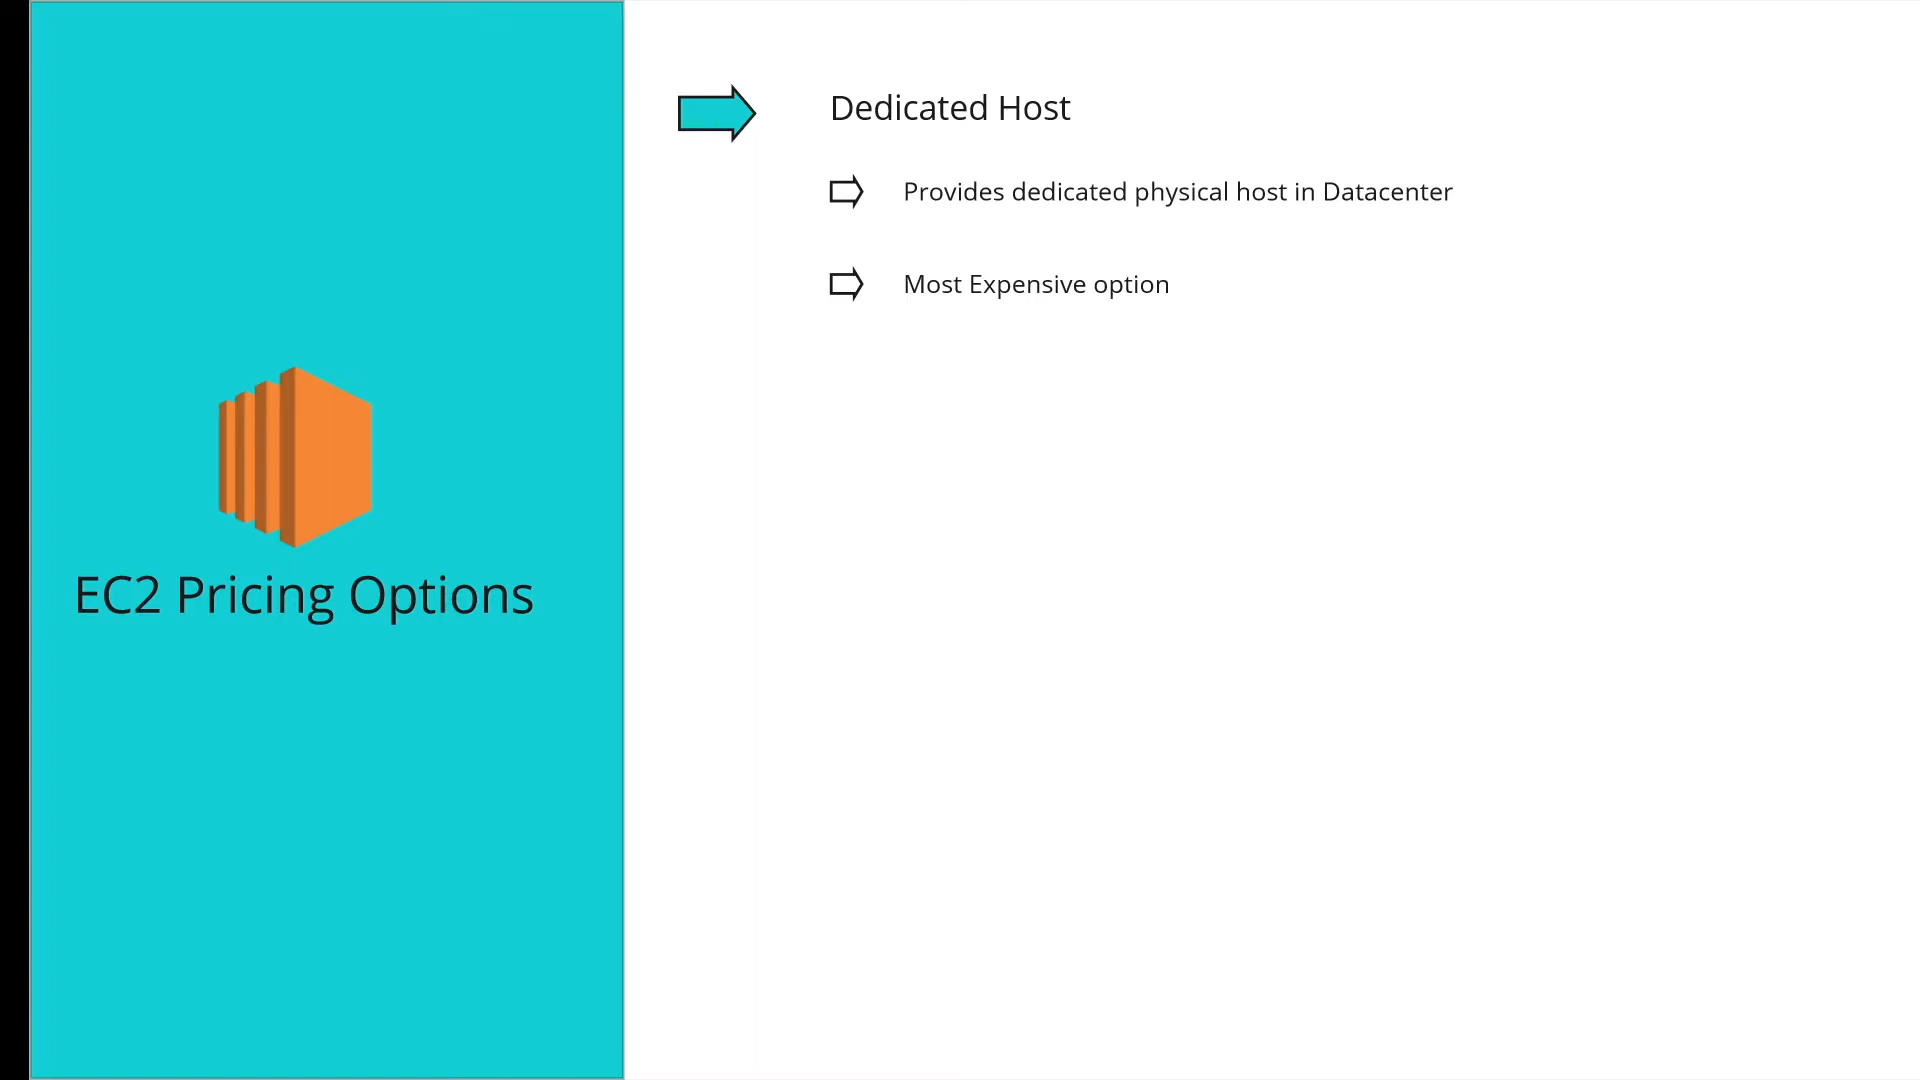 EC2 Pricing Options
Dedicated Host
Provides dedicated physical host in Datacenter
Most Expensive option